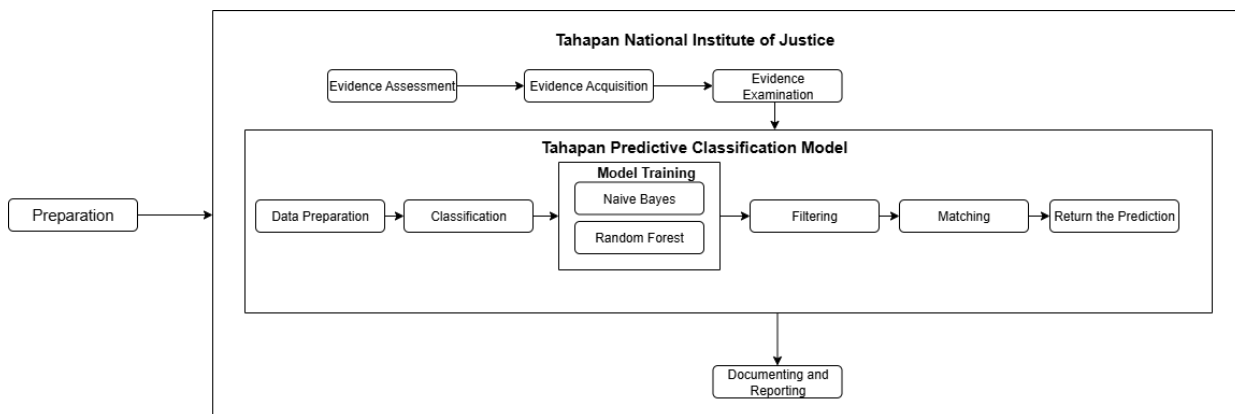 Tahapan National Institute of Justice
Evidence Assessment
Evidence Acquisition
Evidence
Examination
Tahapan Predictive Classification Model
Model Training
Naive Bayes
Random Forest
Preparation
Data Preparation
Classification
Filtering
Matching
Return the Prediction
Documenting and
Reporting